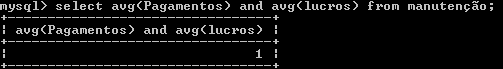 mysql> select avg(Pagamentos) and avg(lucros) from manutenção;
+---------------------------------+
| avg(Pagamentos) and avg(lucros) |
+---------------------------------+
| 1 |
+---------------------------------+